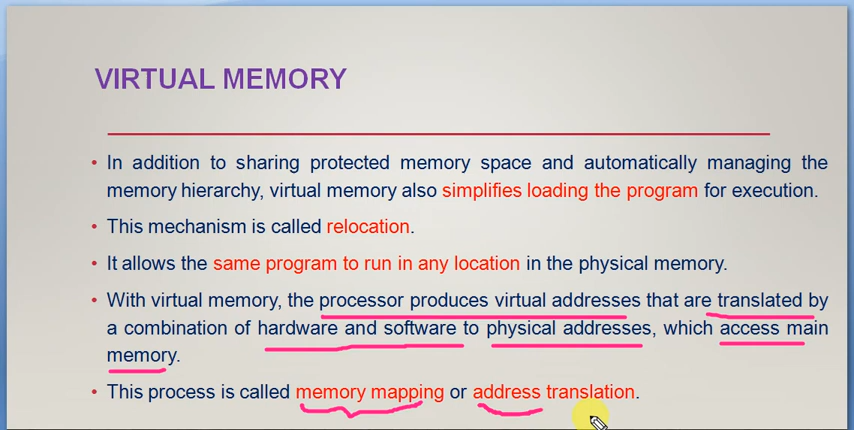 VIRTUAL MEMORY
• In addition to sharing protected memory space and automatically managing the
memory hierarchy, virtual memory also simplifies loading the program for execution.
• This mechanism is called relocation.
• It allows the same program to run in any location in the physical memory.
• With virtual memory, the processor produces virtual addresses that are translated by
a combination of hardware and software to physical addresses, which access main
memory.
• This process is called memory mapping or address translation.